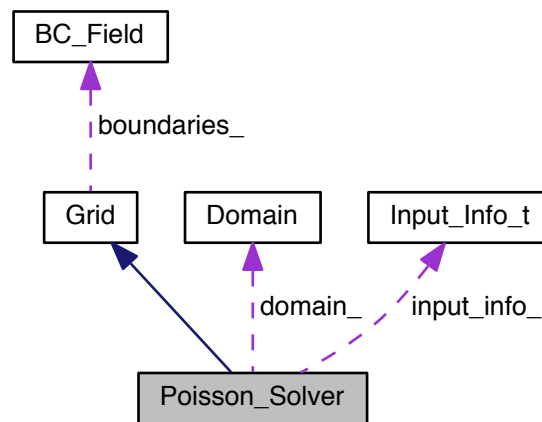 BC_Field
boundaries_
Grid
Domain
Input_Info_t
domain_
input_info_
Poisson_Solver